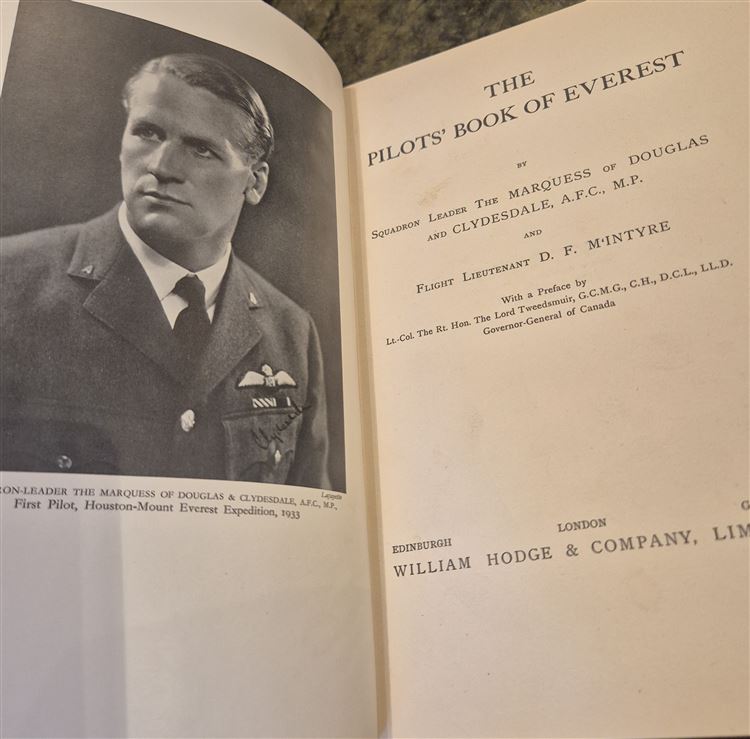 Lafayette
RON-LEADER THE MARQUESS OF DOUGLAS & CLYDESDALE, A.F.C., M.P.,
First Pilot, Houston-Mount Everest Expedition, 1933
THE
PILOTS' BOOK OF EVEREST
BY
SQUADRON LEADER THE MARQUESS OF DOUGLAS
AND CLYDESDALE, A.F.C., M.P.
AND
FLIGHT LIEUTENANT D. F. M'INTYRE
With a Preface by
Lt.-Col. The Rt. Hon. The Lord Tweedsmuir, G.C.M.G., C.H., D.C.L., LL.D.
Governor-General of Canada
EDINBURGH LONDON G
WILLIAM HODGE & COMPANY, LIM